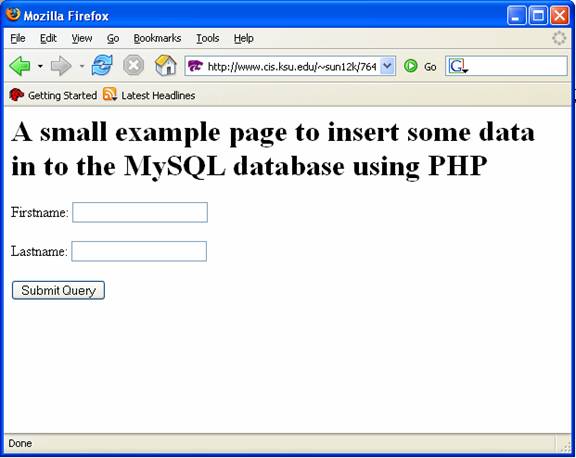 Mozilla Firefox
File Edit View Go Bookmarks Tools Help
http://www.cis.ksu.edu/~sun12k/764 Go G
Getting Started Latest Headlines
A small example page to insert some data
in to the MySQL database using PHP
Firstname:
Lastname:
Submit Query
Done